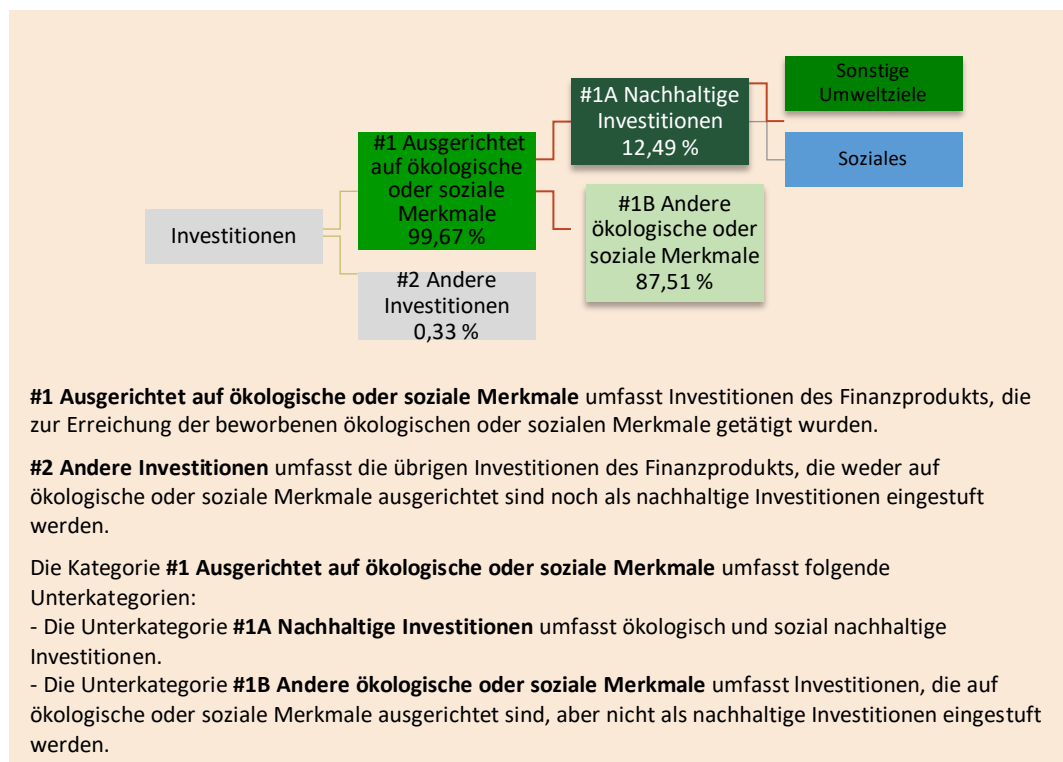 Sonstige
Umweltziele
#1A Nachhaltige
Investitionen
12,49 %
#1 Ausgerichtet
auf ökologische
oder soziale
Merkmale
99,67 %
Soziales
#1B Andere
ökologische oder
soziale Merkmale
87,51 %
Investitionen
#2 Andere
Investitionen
0,33 %
#1 Ausgerichtet auf ökologische oder soziale Merkmale umfasst Investitionen des Finanzprodukts, die
zur Erreichung der beworbenen ökologischen oder sozialen Merkmale getätigt wurden.
#2 Andere Investitionen umfasst die übrigen Investitionen des Finanzprodukts, die weder auf
ökologische oder soziale Merkmale ausgerichtet sind noch als nachhaltige Investitionen eingestuft
werden.
Die Kategorie #1 Ausgerichtet auf ökologische oder soziale Merkmale umfasst folgende
Unterkategorien:
- Die Unterkategorie #1A Nachhaltige Investitionen umfasst ökologisch und sozial nachhaltige
Investitionen.
- Die Unterkategorie #1B Andere ökologische oder soziale Merkmale umfasst Investitionen, die auf
ökologische oder soziale Merkmale ausgerichtet sind, aber nicht als nachhaltige Investitionen eingestuft
werden.